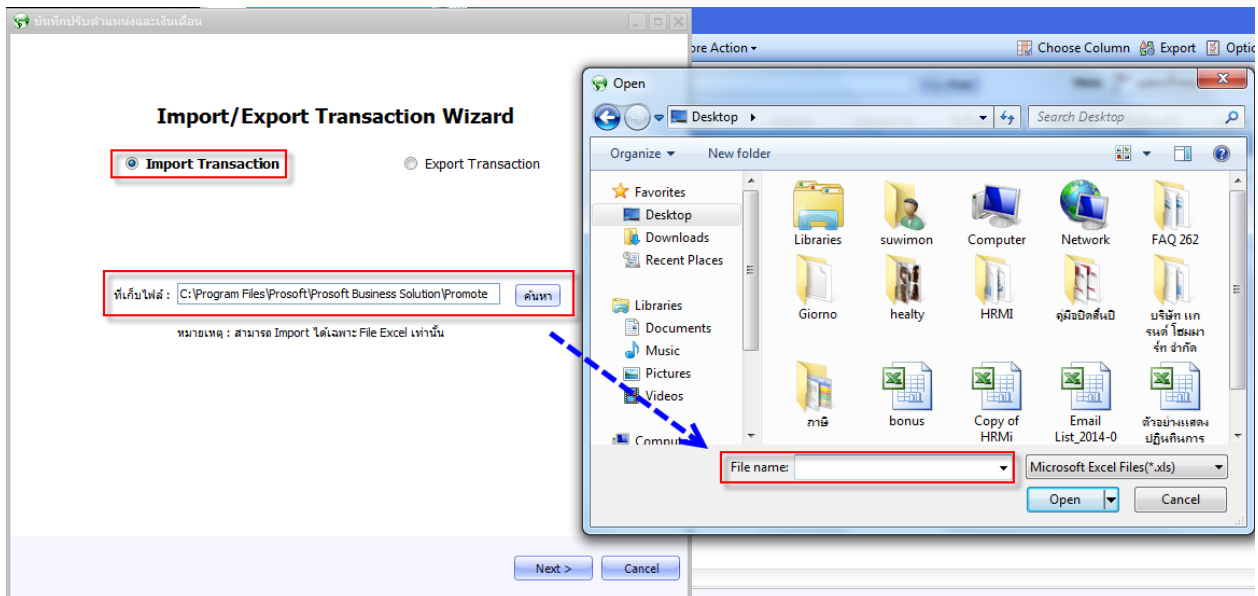 บันทึกปรับตำแหน่งและเงินเดือน
Import/Export Transaction Wizard
Import Transaction
Export Transaction
ที่เก็บไฟล์ : C:\Program Files\Prosoft\Prosoft Business Solution\Promote ค้นหา
หมายเหตุ : สามารถ Import ได้เฉพาะ File Excel เท่านั้น
Next > Cancel
ore Action
Choose Column Export Optic
Open
Desktop
Search Desktop
Organize New folder
Favorites
Desktop
Downloads
Recent Places
Libraries
Documents
Music
Pictures
Videos
Comput
Libraries suwimon Computer Network FAQ 262
Giorno healty HRMI คู่มือปิดสิ้นปี บริษัท แก
รนด์ โฮมมา
ร์ท จำกัด
ภาษี bonus Copy of Email ตัวอย่างแสดง
HRMi List_2014-0 ปฏิทินการ
File name: Microsoft Excel Files(*.xls)
Open Cancel